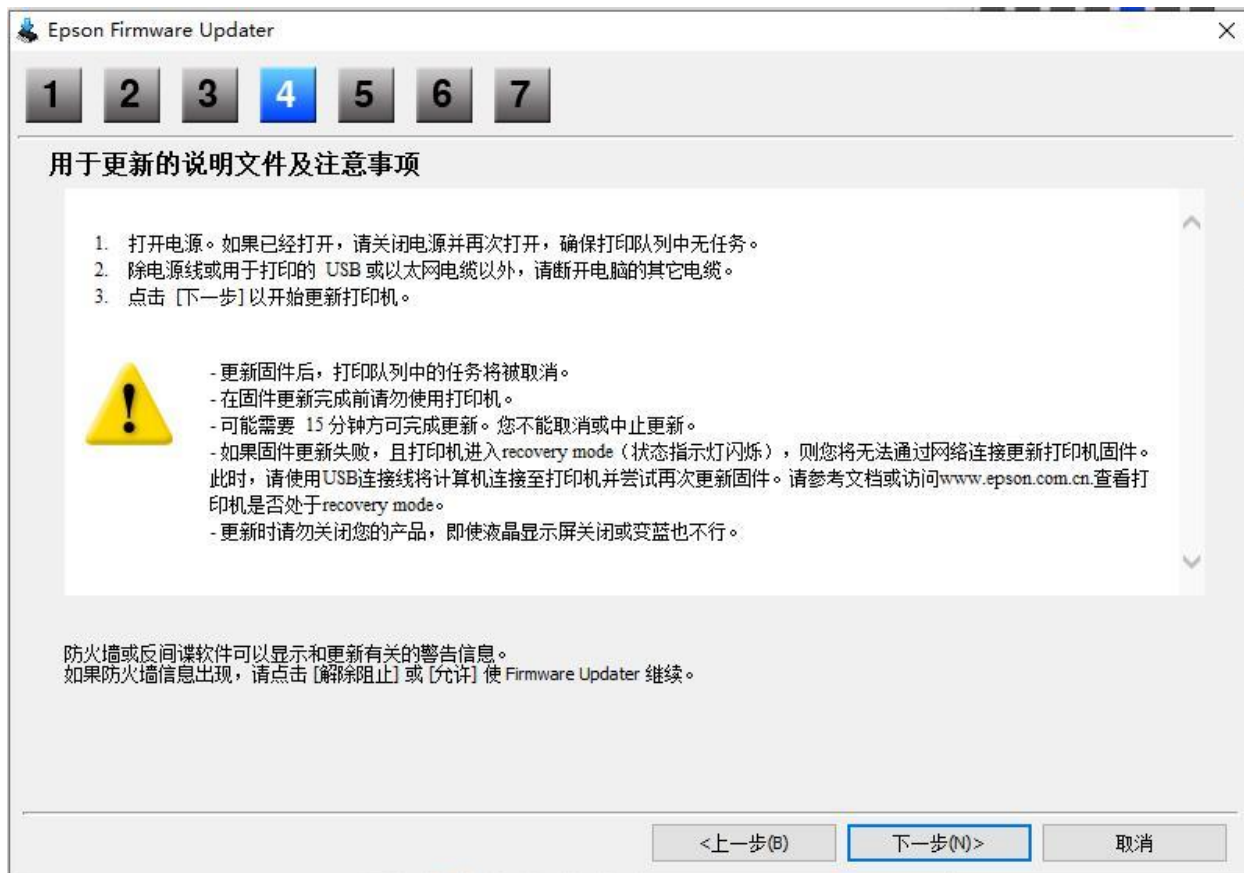 Epson Firmware Updater
1 2 3 4 5 6 7
用于更新的说明文件及注意事项
1. 打开电源。如果已经打开，请关闭电源并再次打开，确保打印队列中无任务。
2. 除电源线或用于打印的 USB 或以太网电缆以外，请断开电脑的其它电缆。
3. 点击 [下一步] 以开始更新打印机。
- 更新固件后，打印队列中的任务将被取消。
- 在固件更新完成前请勿使用打印机。
- 可能需要 15 分钟方可完成更新。您不能取消或中止更新。
- 如果固件更新失败，且打印机进入recovery mode（状态指示灯闪烁），则您将无法通过网络连接更新打印机固件。
此时，请使用USB连接线将计算机连接至打印机并尝试再次更新固件。请参考文档或访问www.epson.com.cn.查看打
印机是否处于recovery mode。
- 更新时请勿关闭您的产品，即使液晶显示屏关闭或变蓝也不行。
防火墙或反间谍软件可以显示和更新有关的警告信息。
如果防火墙信息出现，请点击 [解除阻止] 或 [允许] 使 Firmware Updater 继续。
<上一步(B) 下一步(N)> 取消